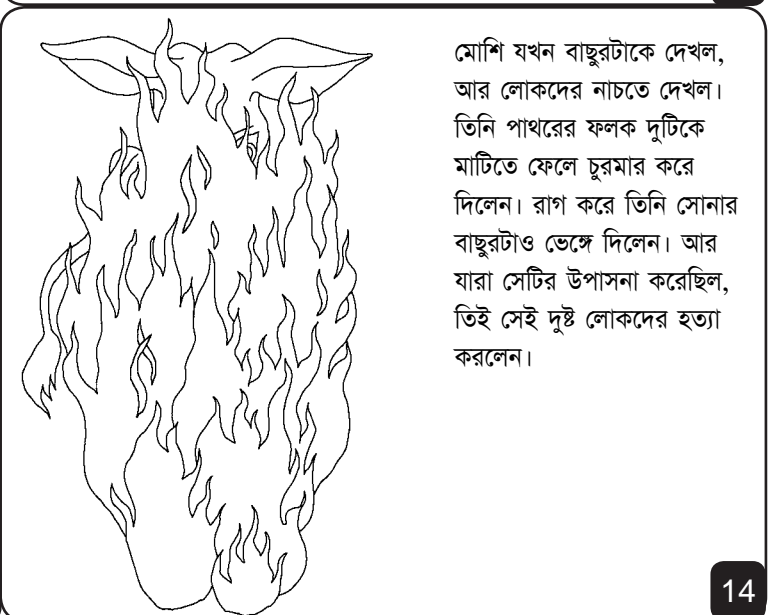 মোশি যখন বাছুরটাকে দেখল,
আর লোকদের নাচতে দেখল।
তিনি পাথরের ফলক দুটিকে
মাটিতে ফেলে চুরমার করে
দিলেন। রাগ করে তিনি সোনার
বাছুরটাও ভেঙ্গে দিলেন। আর
যারা সেটির উপাসনা করেছিল,
তিই সেই দুষ্ট লোকদের হত্যা
করলেন।
14